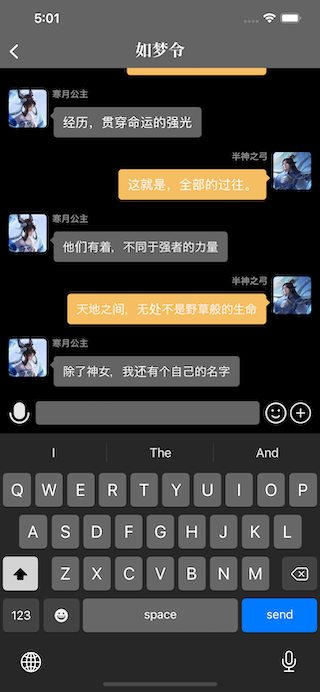 5:01
如梦令
寒月公主
经历，贯穿命运的强光
半神之弓
这就是，全部的过往。
寒月公主
他们有着，不同于强者的力量
半神之弓
天地之间，无处不是野草般的生命
寒月公主
除了神女，我还有个自己的名字
I The And
Q W E R T Y U I O P
A S D F G H J K L
Z X C V B N M
123 space send